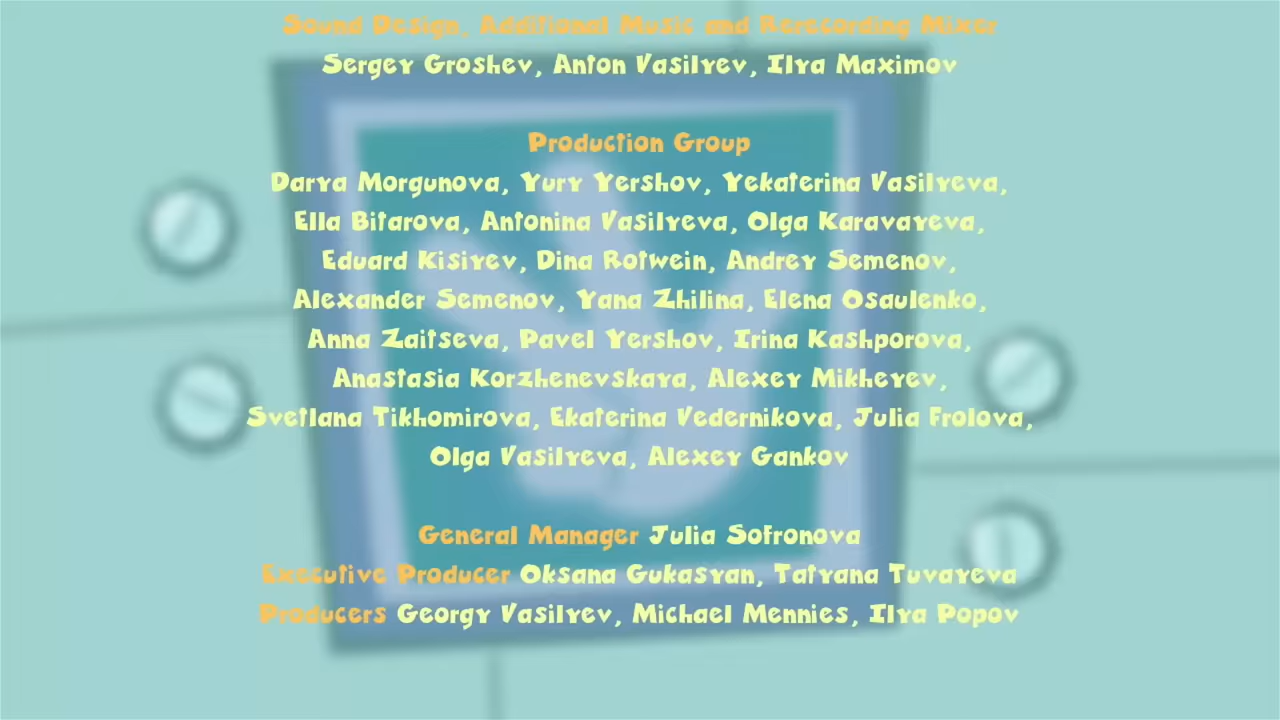 Sound Design, Additional Music and Rerecording Mixer
Sergey Groshev, Anton Vasilyev, Ilya Maximov
Production Group
Darya Morgunova, Yury Yershov, Yekaterina Vasilyeva,
Ella Bitarova, Antonina Vasilyeva, Olga Karavayeva,
Eduard Kisiyev, Dina Rotwein, Andrey Semenov,
Alexander Semenov, Yana Zhilina, Elena Osaulenko,
Anna Zaitseva, Pavel Yershov, Irina Kashporova,
Anastasia Korzhenevskaya, Alexey Mikheyev,
Svetlana Tikhomirova, Ekaterina Vedernikova, Julia Frolova,
Olga Vasilyeva, Alexey Gankov
General Manager Julia Sofronova
Executive Producer Oksana Gukasyan, Tatyana Tuvayeva
Producers Georgy Vasilyev, Michael Mennies, Ilya Popov